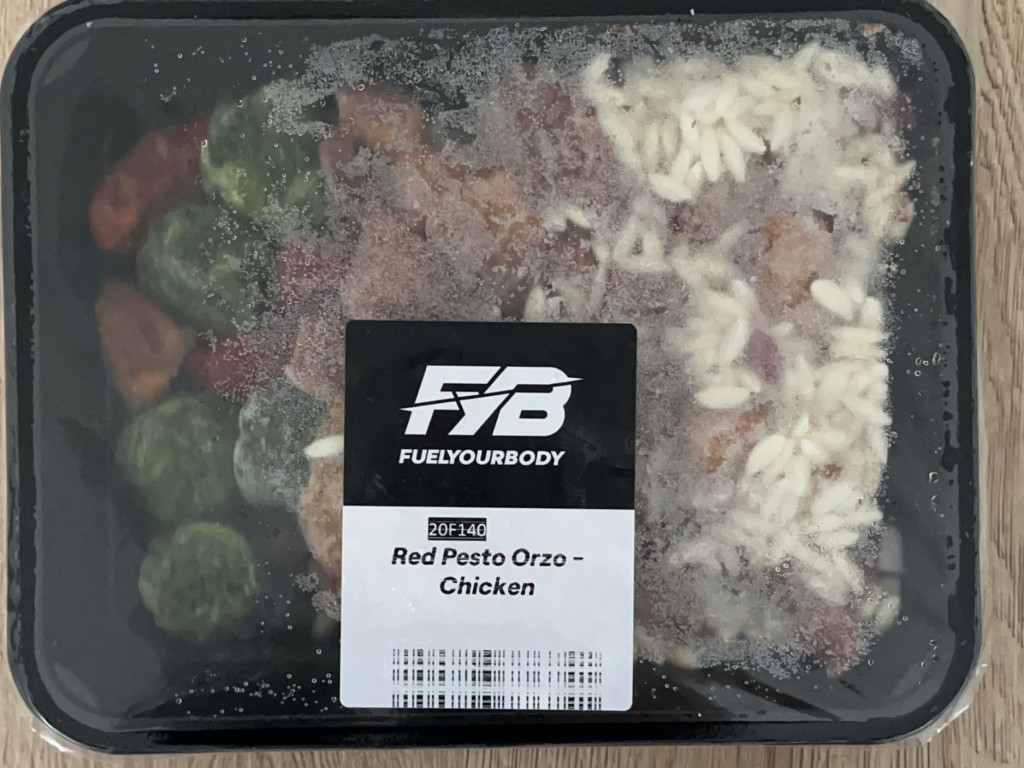 FYB
FUELYOURBODY
20F140
Red Pesto Orzo -
Chicken